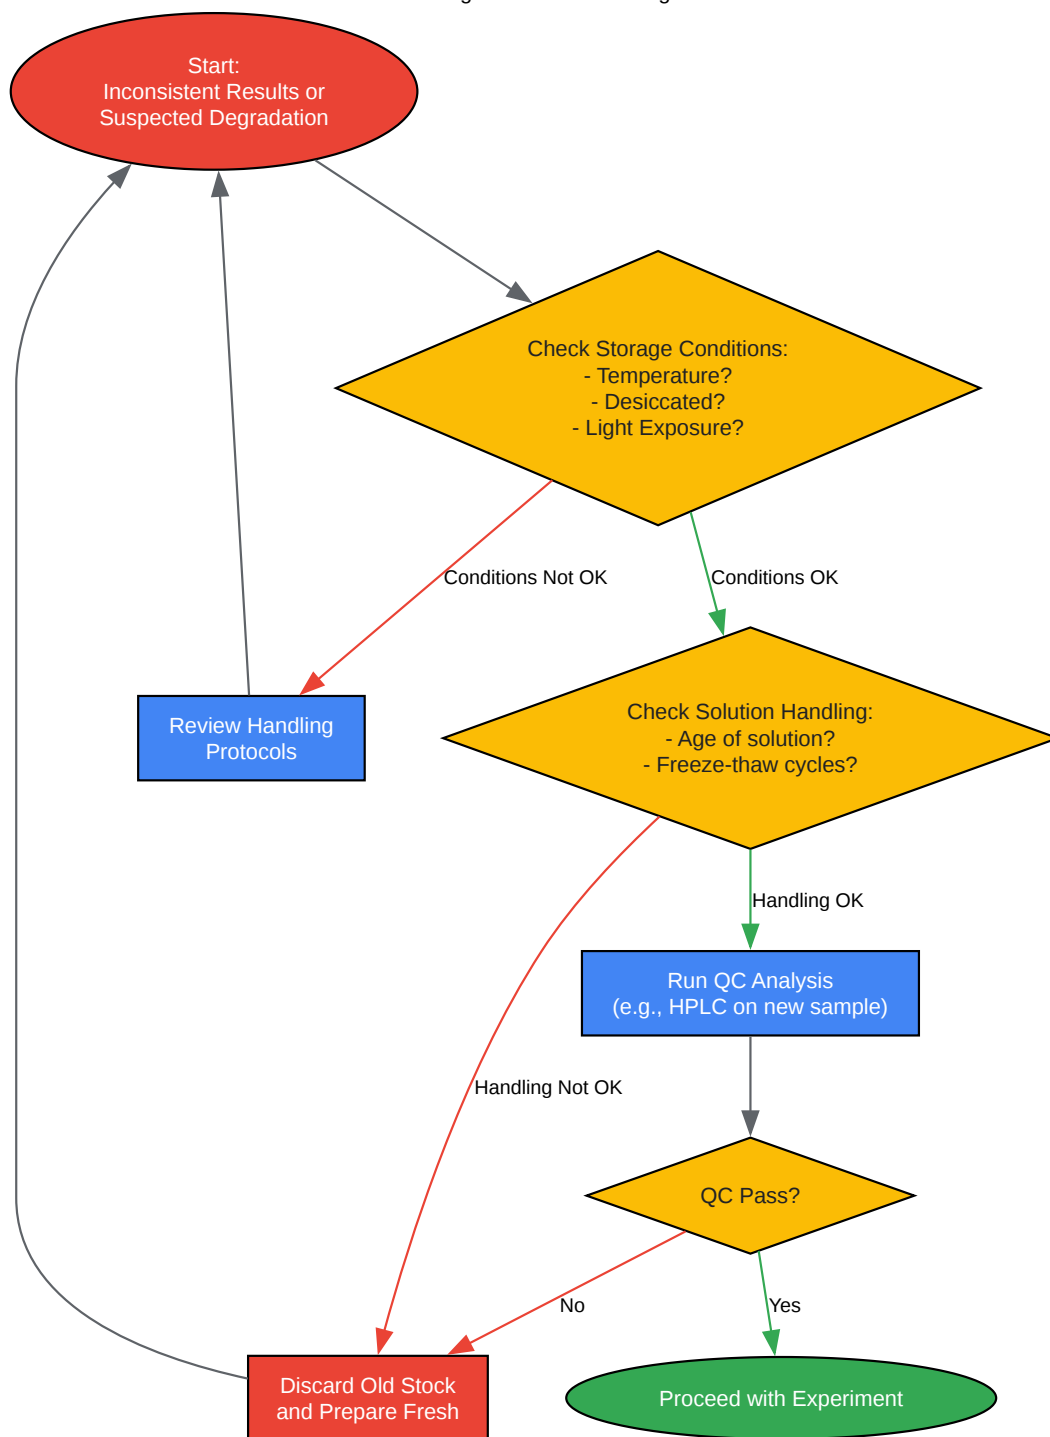 Start:
Inconsistent Results or
Suspected Degradation
Check Storage Conditions:
- Temperature?
- Desiccated?
- Light Exposure?
Conditions Not OK
Conditions OK
Review Handling
Protocols
Check Solution Handling:
- Age of solution?
- Freeze-thaw cycles?
Handling OK
Run QC Analysis
(e.g., HPLC on new sample)
Handling Not OK
QC Pass?
No
Yes
Discard Old Stock
and Prepare Fresh
Proceed with Experiment